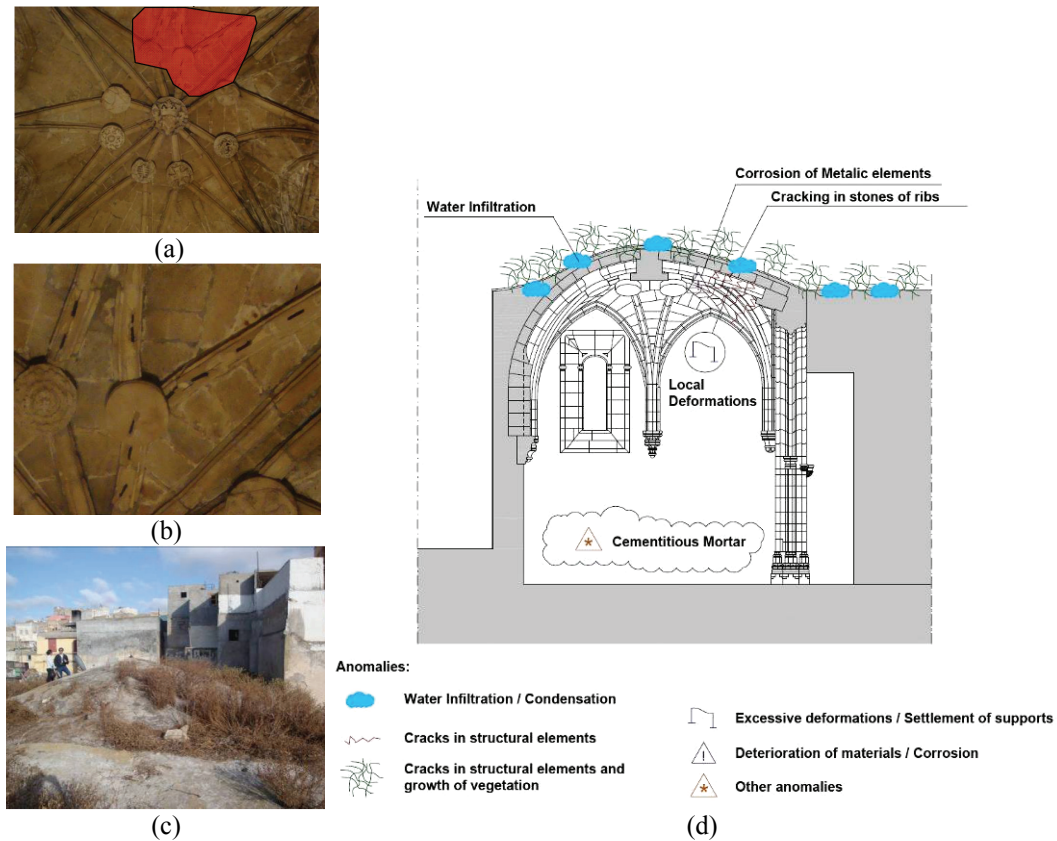 (a)
(b)
(c)
Corrosion of Metalic elements
Cracking in stones of ribs
Water Infiltration
Local
Deformations
* Cementitious Mortar
Anomalies:
Water Infiltration / Condensation
Cracks in structural elements
Cracks in structural elements and
growth of vegetation
Excessive deformations / Settlement of supports
! Deterioration of materials / Corrosion
* Other anomalies
(d)